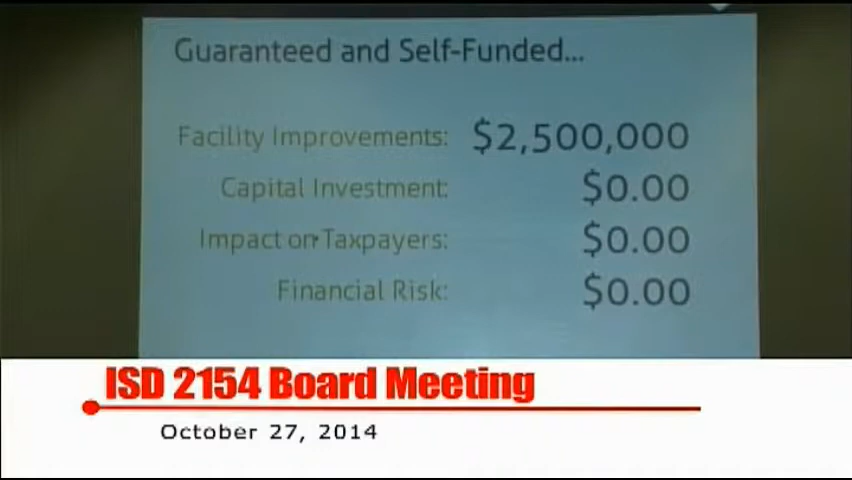 Guaranteed and Self-Funded...
Facility Improvements: $2,500,000
Capital Investment: $0.00
Impact on Taxpayers: $0.00
Financial Risk: $0.00
ISD 2154 Board Meeting
October 27, 2014